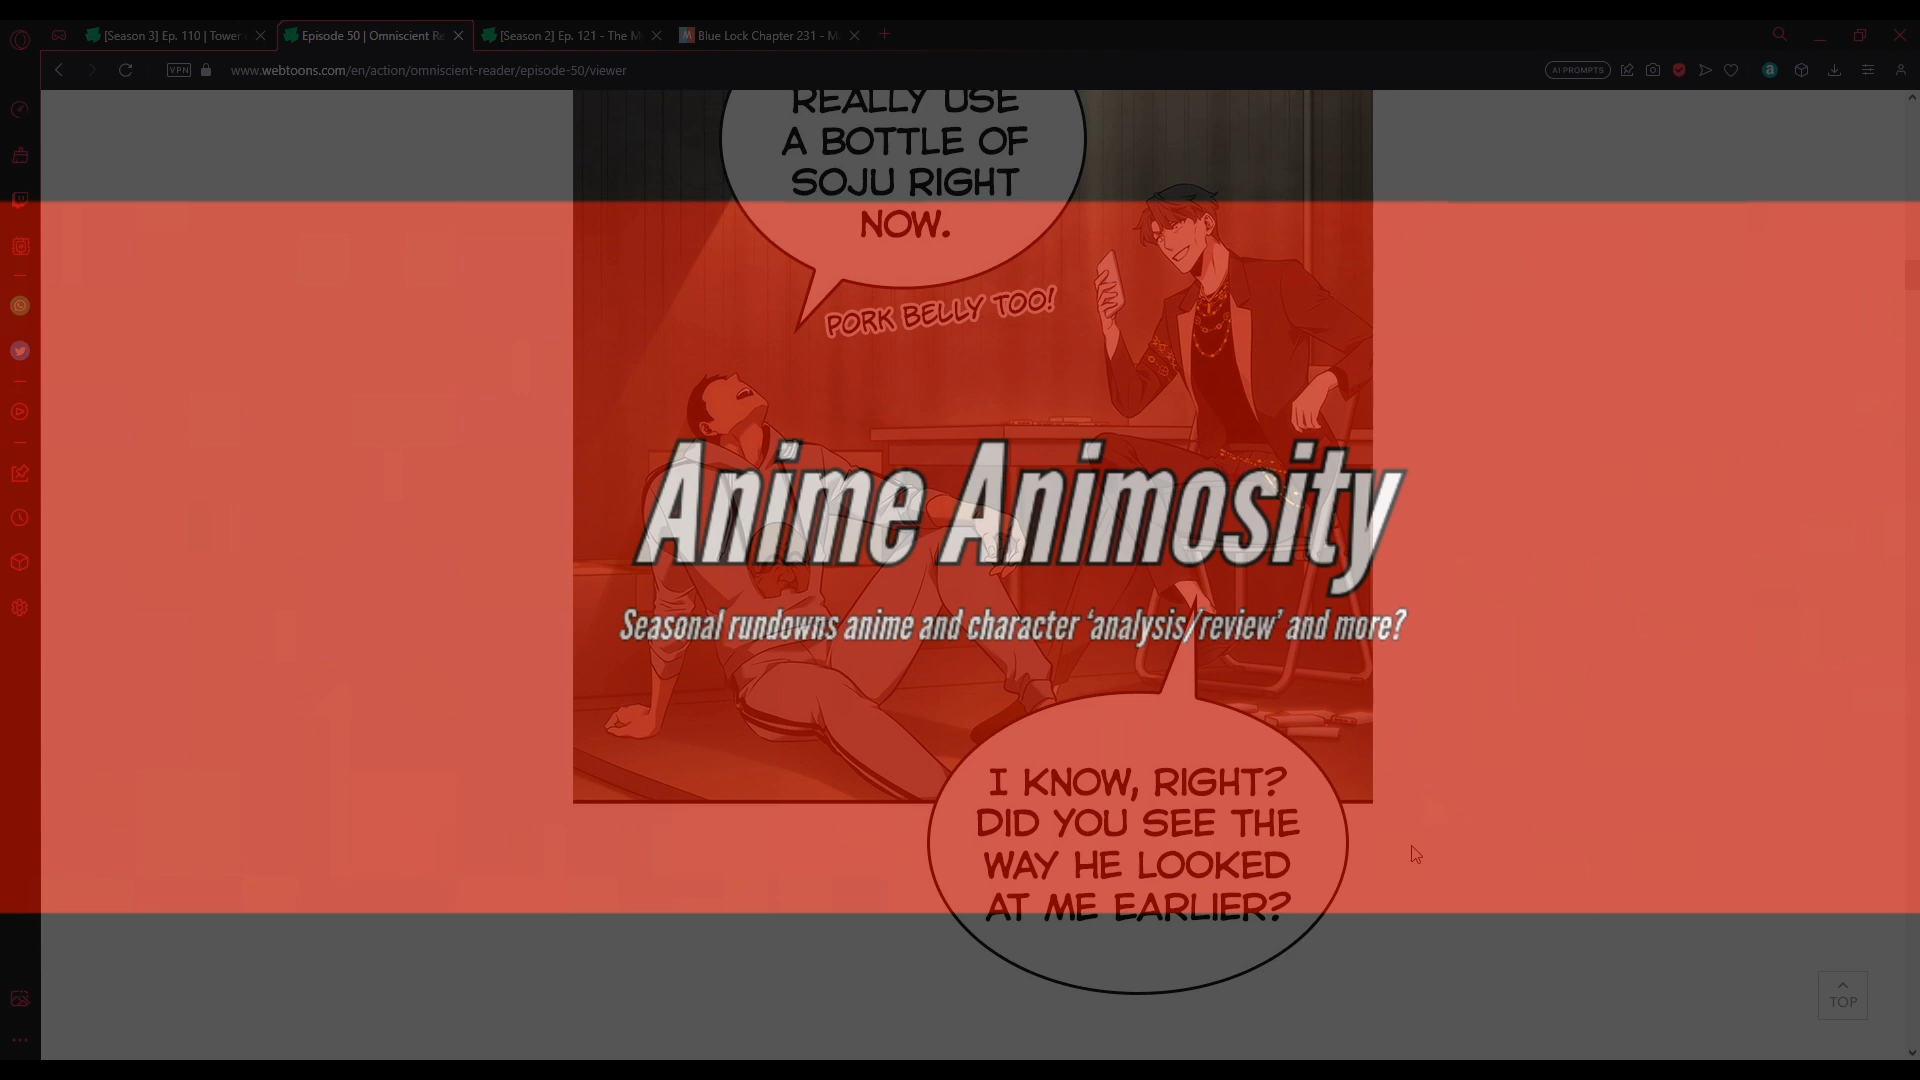 [Season 3] Ep. 110 | Tower
Episode 50 | Omniscient Re
[Season 2] Ep. 121 - The M
Blue Lock Chapter 231 - M
VPN
www.webtoons.com/en/action/omniscient-reader/episode-50/viewer
AI PROMPTS
REALLY USE
A BOTTLE OF
SOJU RIGHT
NOW.
PORK BELLY TOO!
Anime Animosity
Seasonal rundowns anime and character 'analysis/review' and more?
I KNOW, RIGHT?
DID YOU SEE THE
WAY HE LOOKED
AT ME EARLIER?
TOP